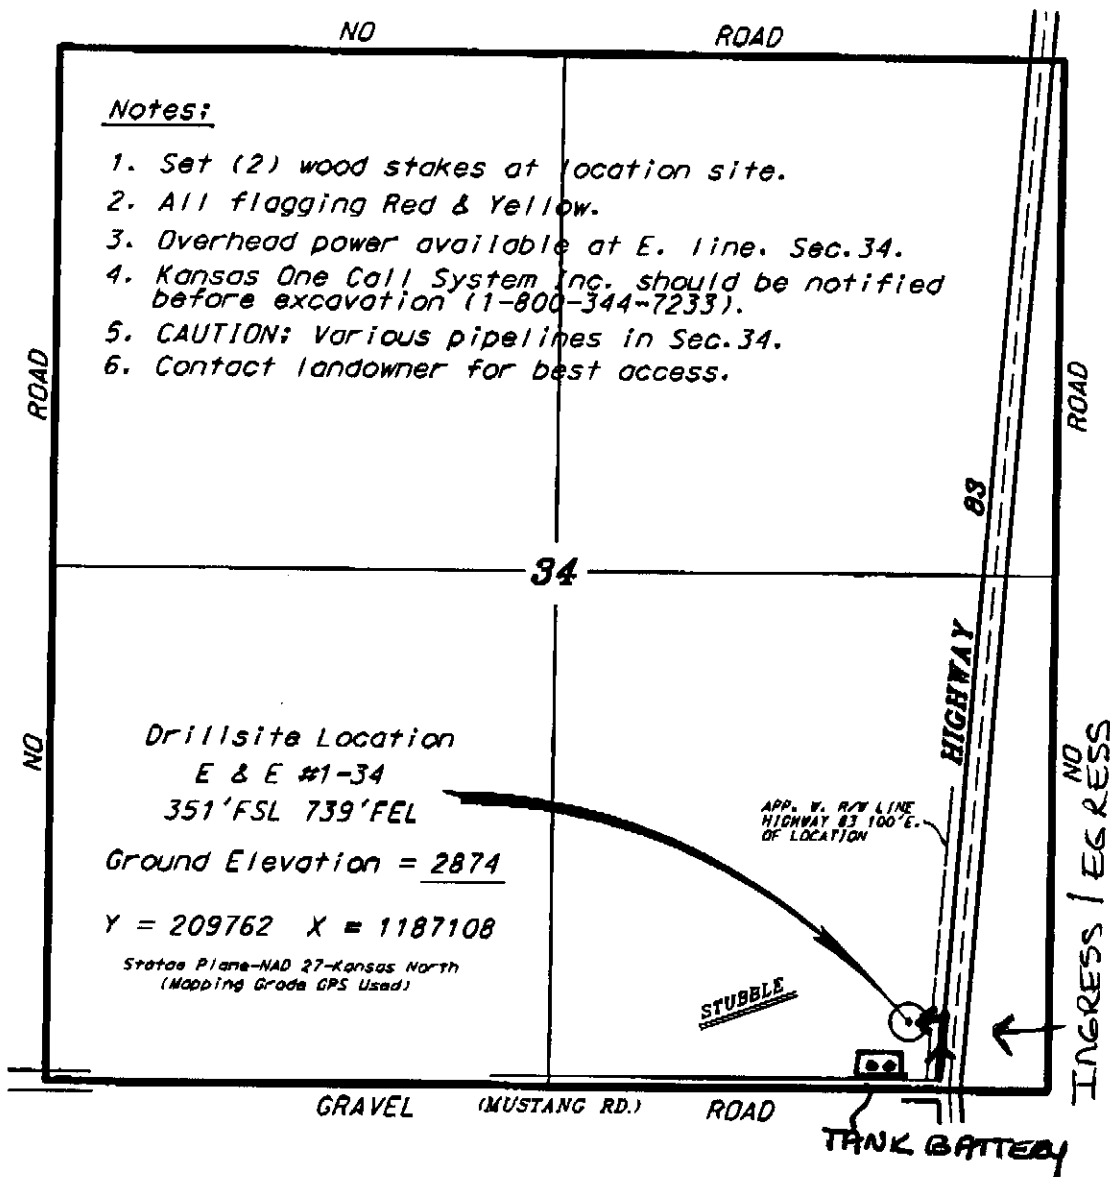 NO ROAD
Notes:
1. Set (2) wood stakes at location site.
2. All flagging Red & Yellow.
3. Overhead power available at E. line. Sec.34.
4. Kansas One Call System Inc. should be notified
before excavation (1-800-344-7233).
5. CAUTION: Various pipelines in Sec.34.
6. Contact landowner for best access.
ROAD
ROAD
83
34
HIGHWAY
NO
NO
Drillsite Location
E & E #1-34
351'FSL 739'FEL
Ground Elevation = 2874
Y = 209762 X = 1187108
Statae Plane-NAD 27-Kansas North
(Mapping Grade GPS Used)
APP. W. R/W LINE
HIGHWAY 83 100'E.
OF LOCATION
INGRESS / EGRESS
STUBBLE
GRAVEL (MUSTANG RD.) ROAD
TANK BATTERY